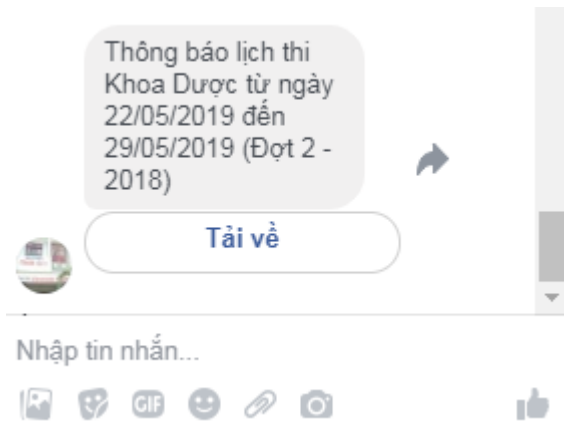 Thông báo lịch thi
Khoa Dược từ ngày
22/05/2019 đến
29/05/2019 (Đợt 2 -
2018)
Tải về
Nhập tin nhắn...
GIF